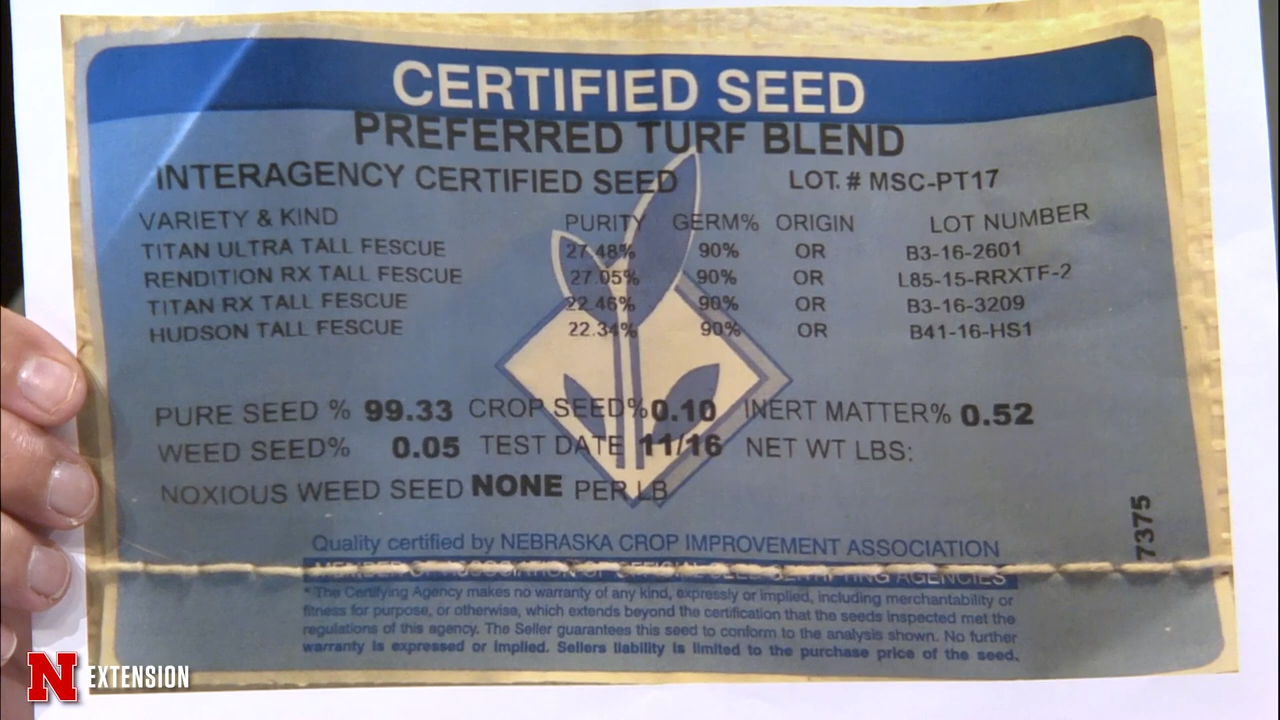 CERTIFIED SEED
PREFERRED TURF BLEND
INTERAGENCY CERTIFIED SEED LOT. # MSC-PT17
VARIETY & KIND PURITY GERM% ORIGIN LOT NUMBER
TITAN ULTRA TALL FESCUE 27.48% 90% OR B3-16-2601
RENDITION RX TALL FESCUE 27.05% 90% OR L85-15-RRXTF-2
TITAN RX TALL FESCUE 22.46% 90% OR B3-16-3209
HUDSON TALL FESCUE 22.34% 90% OR B41-16-HS1
PURE SEED % 99.33 CROP SEED% 0.10 INERT MATTER% 0.52
WEED SEED% 0.05 TEST DATE 11/16 NET WT LBS:
NOXIOUS WEED SEED NONE PER LB
7375
Quality certified by NEBRASKA CROP IMPROVEMENT ASSOCIATION
MEMBER OF ASSOCIATION OF OFFICIAL SEED CERTIFYING AGENCIES
* The Certifying Agency makes no warranty of any kind, expressly or implied, including merchantability or
fitness for purpose, or otherwise, which extends beyond the certification that the seeds inspected met the
regulations of this agency. The Seller guarantees this seed to conform to the analysis shown. No further
warranty is expressed or implied. Sellers liability is limited to the purchase price of the seed.
N EXTENSION